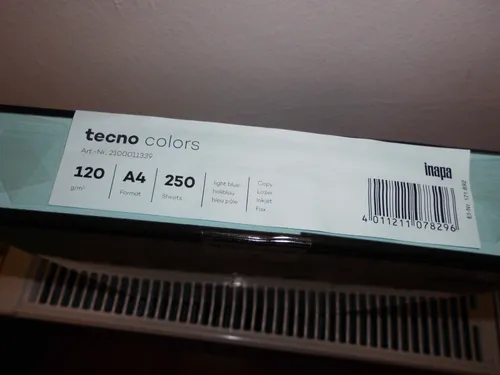 tecno colors
Art.-Nr. 2100011339
120
g/m²
A4
Format
250
Sheets
light blue
hellblau
bleu pâle
Copy
Laser
Inkjet
Fax
inapa
4 011211 078296